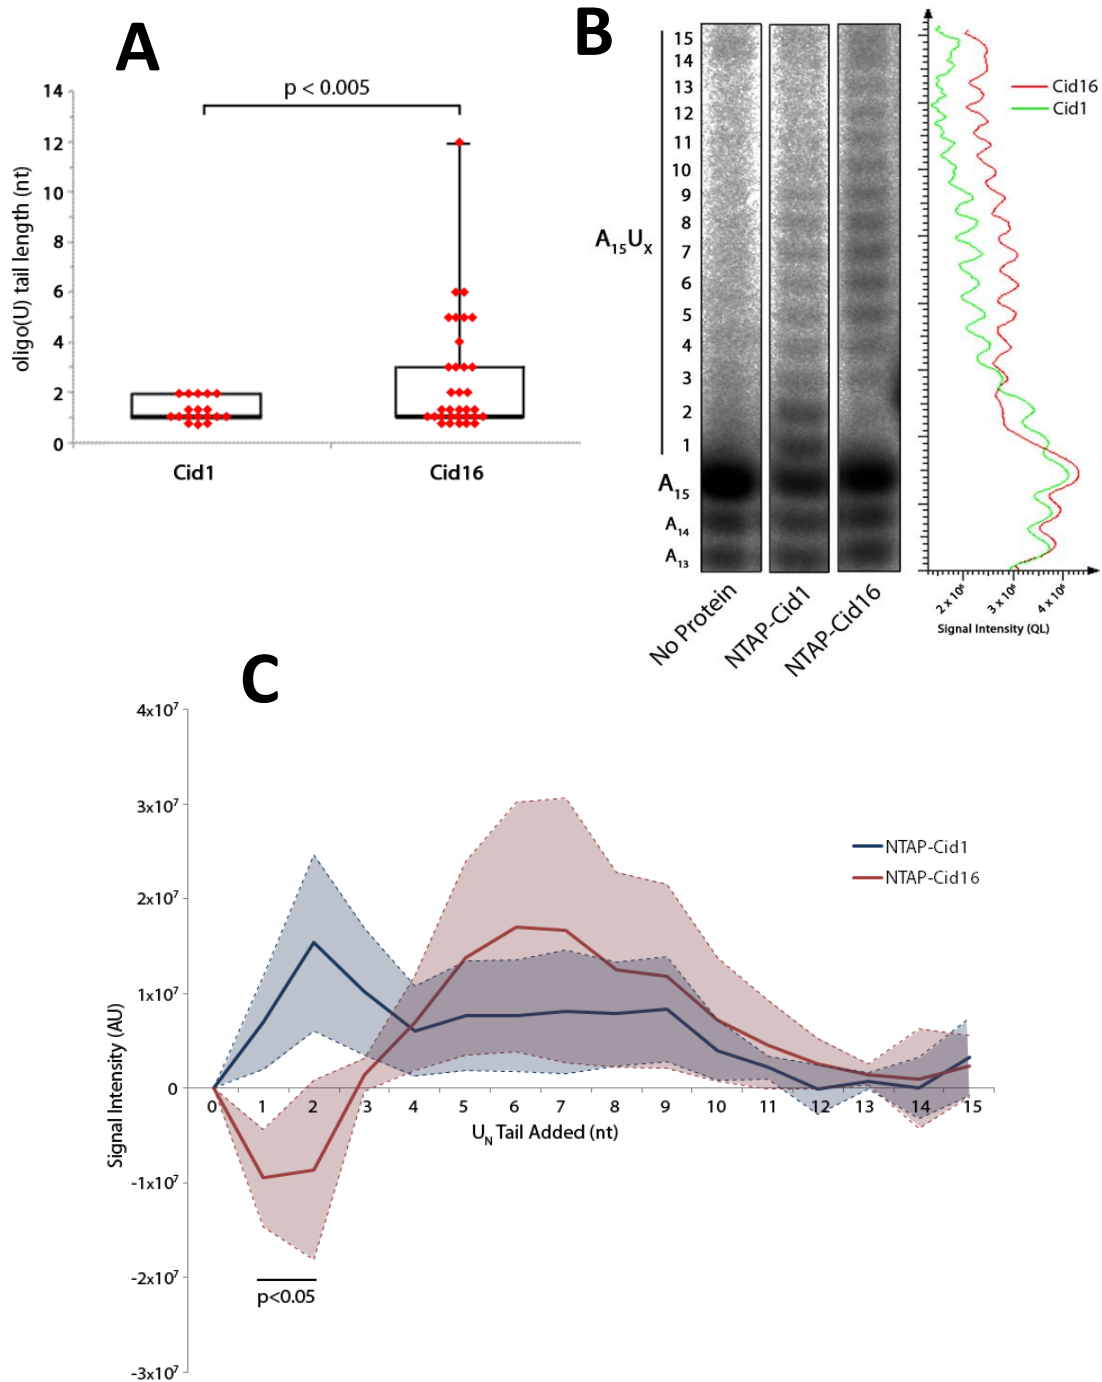 A
p < 0.005
oligo(U) tail length (nt)
14
12
10
8
6
4
2
0
Cid1
Cid16
B
A15UX
15
14
13
12
11
10
9
8
7
6
5
4
3
2
1
A15
A14
A13
No Protein
NTAP-Cid1
NTAP-Cid16
Cid16
Cid1
2 x 10⁶
3 x 10⁶
4 x 10⁶
Signal Intensity (QL)
C
Signal Intensity (AU)
4x10⁷
3x10⁷
2x10⁷
1x10⁷
0
-1x10⁷
-2x10⁷
-3x10⁷
NTAP-Cid1
NTAP-Cid16
0 1 2 3 4 5 6 7 8 9 10 11 12 13 14 15
UN Tail Added (nt)
p<0.05